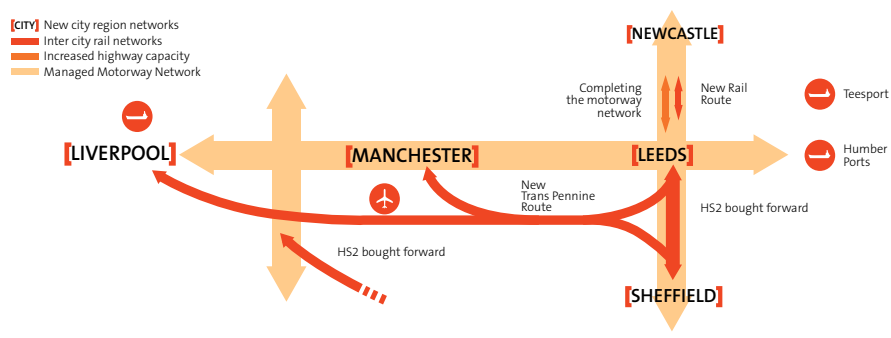 [CITY] New city region networks
Inter city rail networks
Increased highway capacity
Managed Motorway Network
[NEWCASTLE]
Completing
the motorway
network
New Rail
Route
Teesport
[LIVERPOOL]
[MANCHESTER]
[LEEDS]
Humber
Ports
New
Trans Pennine
Route
HS2 bought forward
HS2 bought forward
[SHEFFIELD]